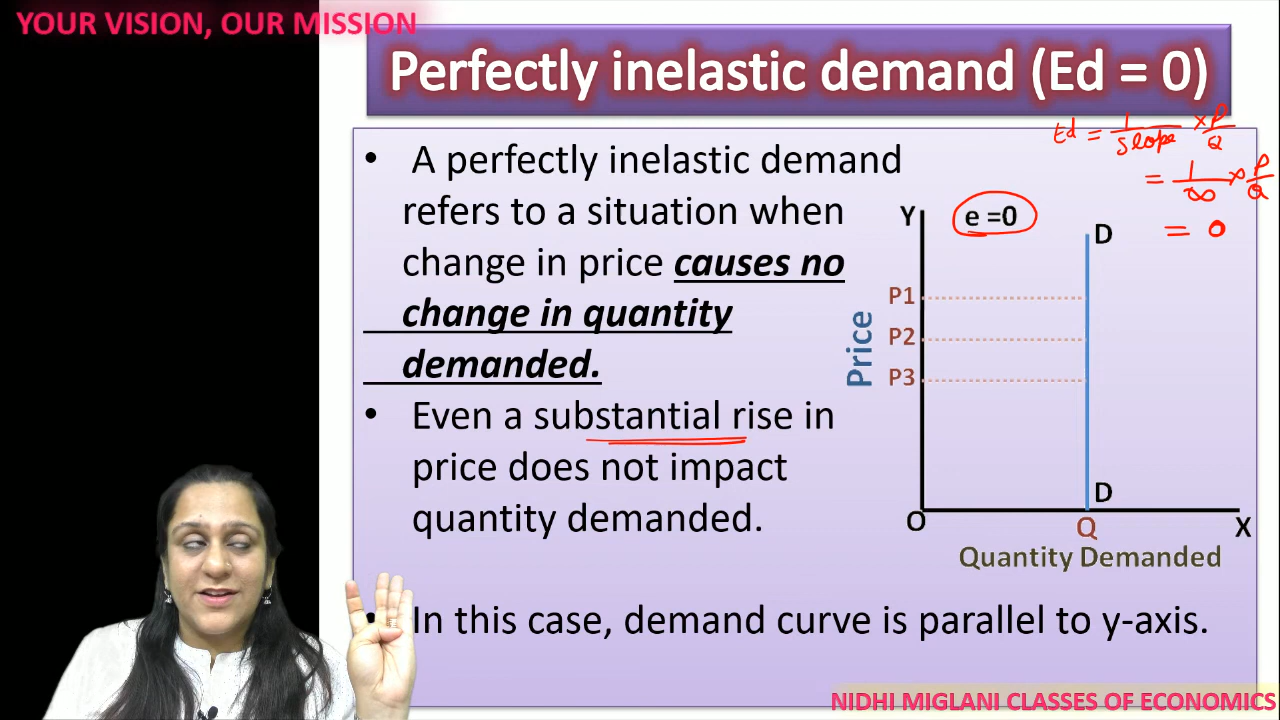 YOUR VISION, OUR MISSION
Perfectly inelastic demand (Ed = 0)
• A perfectly inelastic demand
refers to a situation when
change in price causes no
change in quantity
demanded.
• Even a substantial rise in
price does not impact
quantity demanded.
• In this case, demand curve is parallel to y-axis.
Ed = 1/Slope × P/Q
= 1/∞ × P/Q
= 0
Y
e =0
D
P1
P2
P3
Price
D
O
Q
X
Quantity Demanded
NIDHI MIGLANI CLASSES OF ECONOMICS